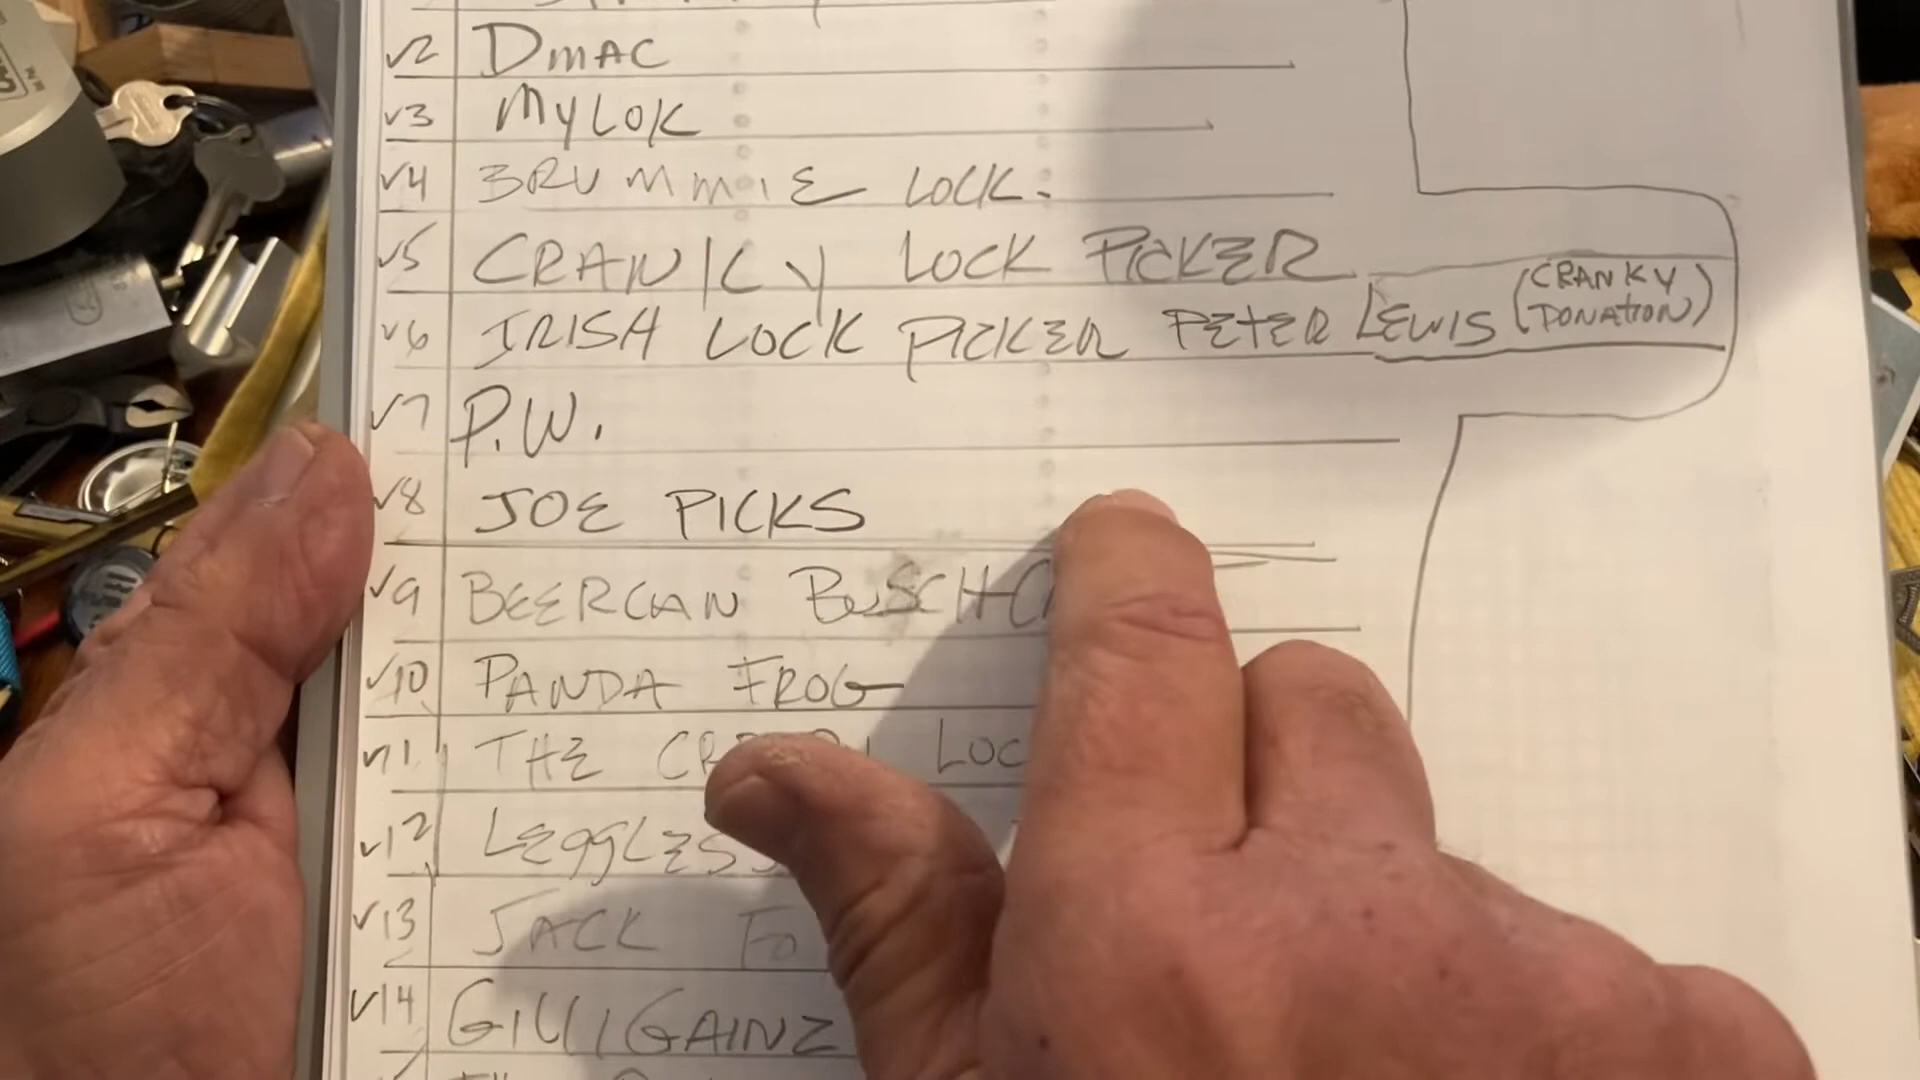 √2 DMAC
√3 MYLOK
√4 BRUMMIE LOCK.
√5 CRANKY LOCK PICKER
√6 IRISH LOCK PICKER PETER LEWIS (CRANKY DONATION)
√7 P.W.
√8 JOE PICKS
√9 BEERCAN BUSCH
√10 PANDA FROG
√11 THE
√12
√13 JACK
√14 GILLIGAINZ